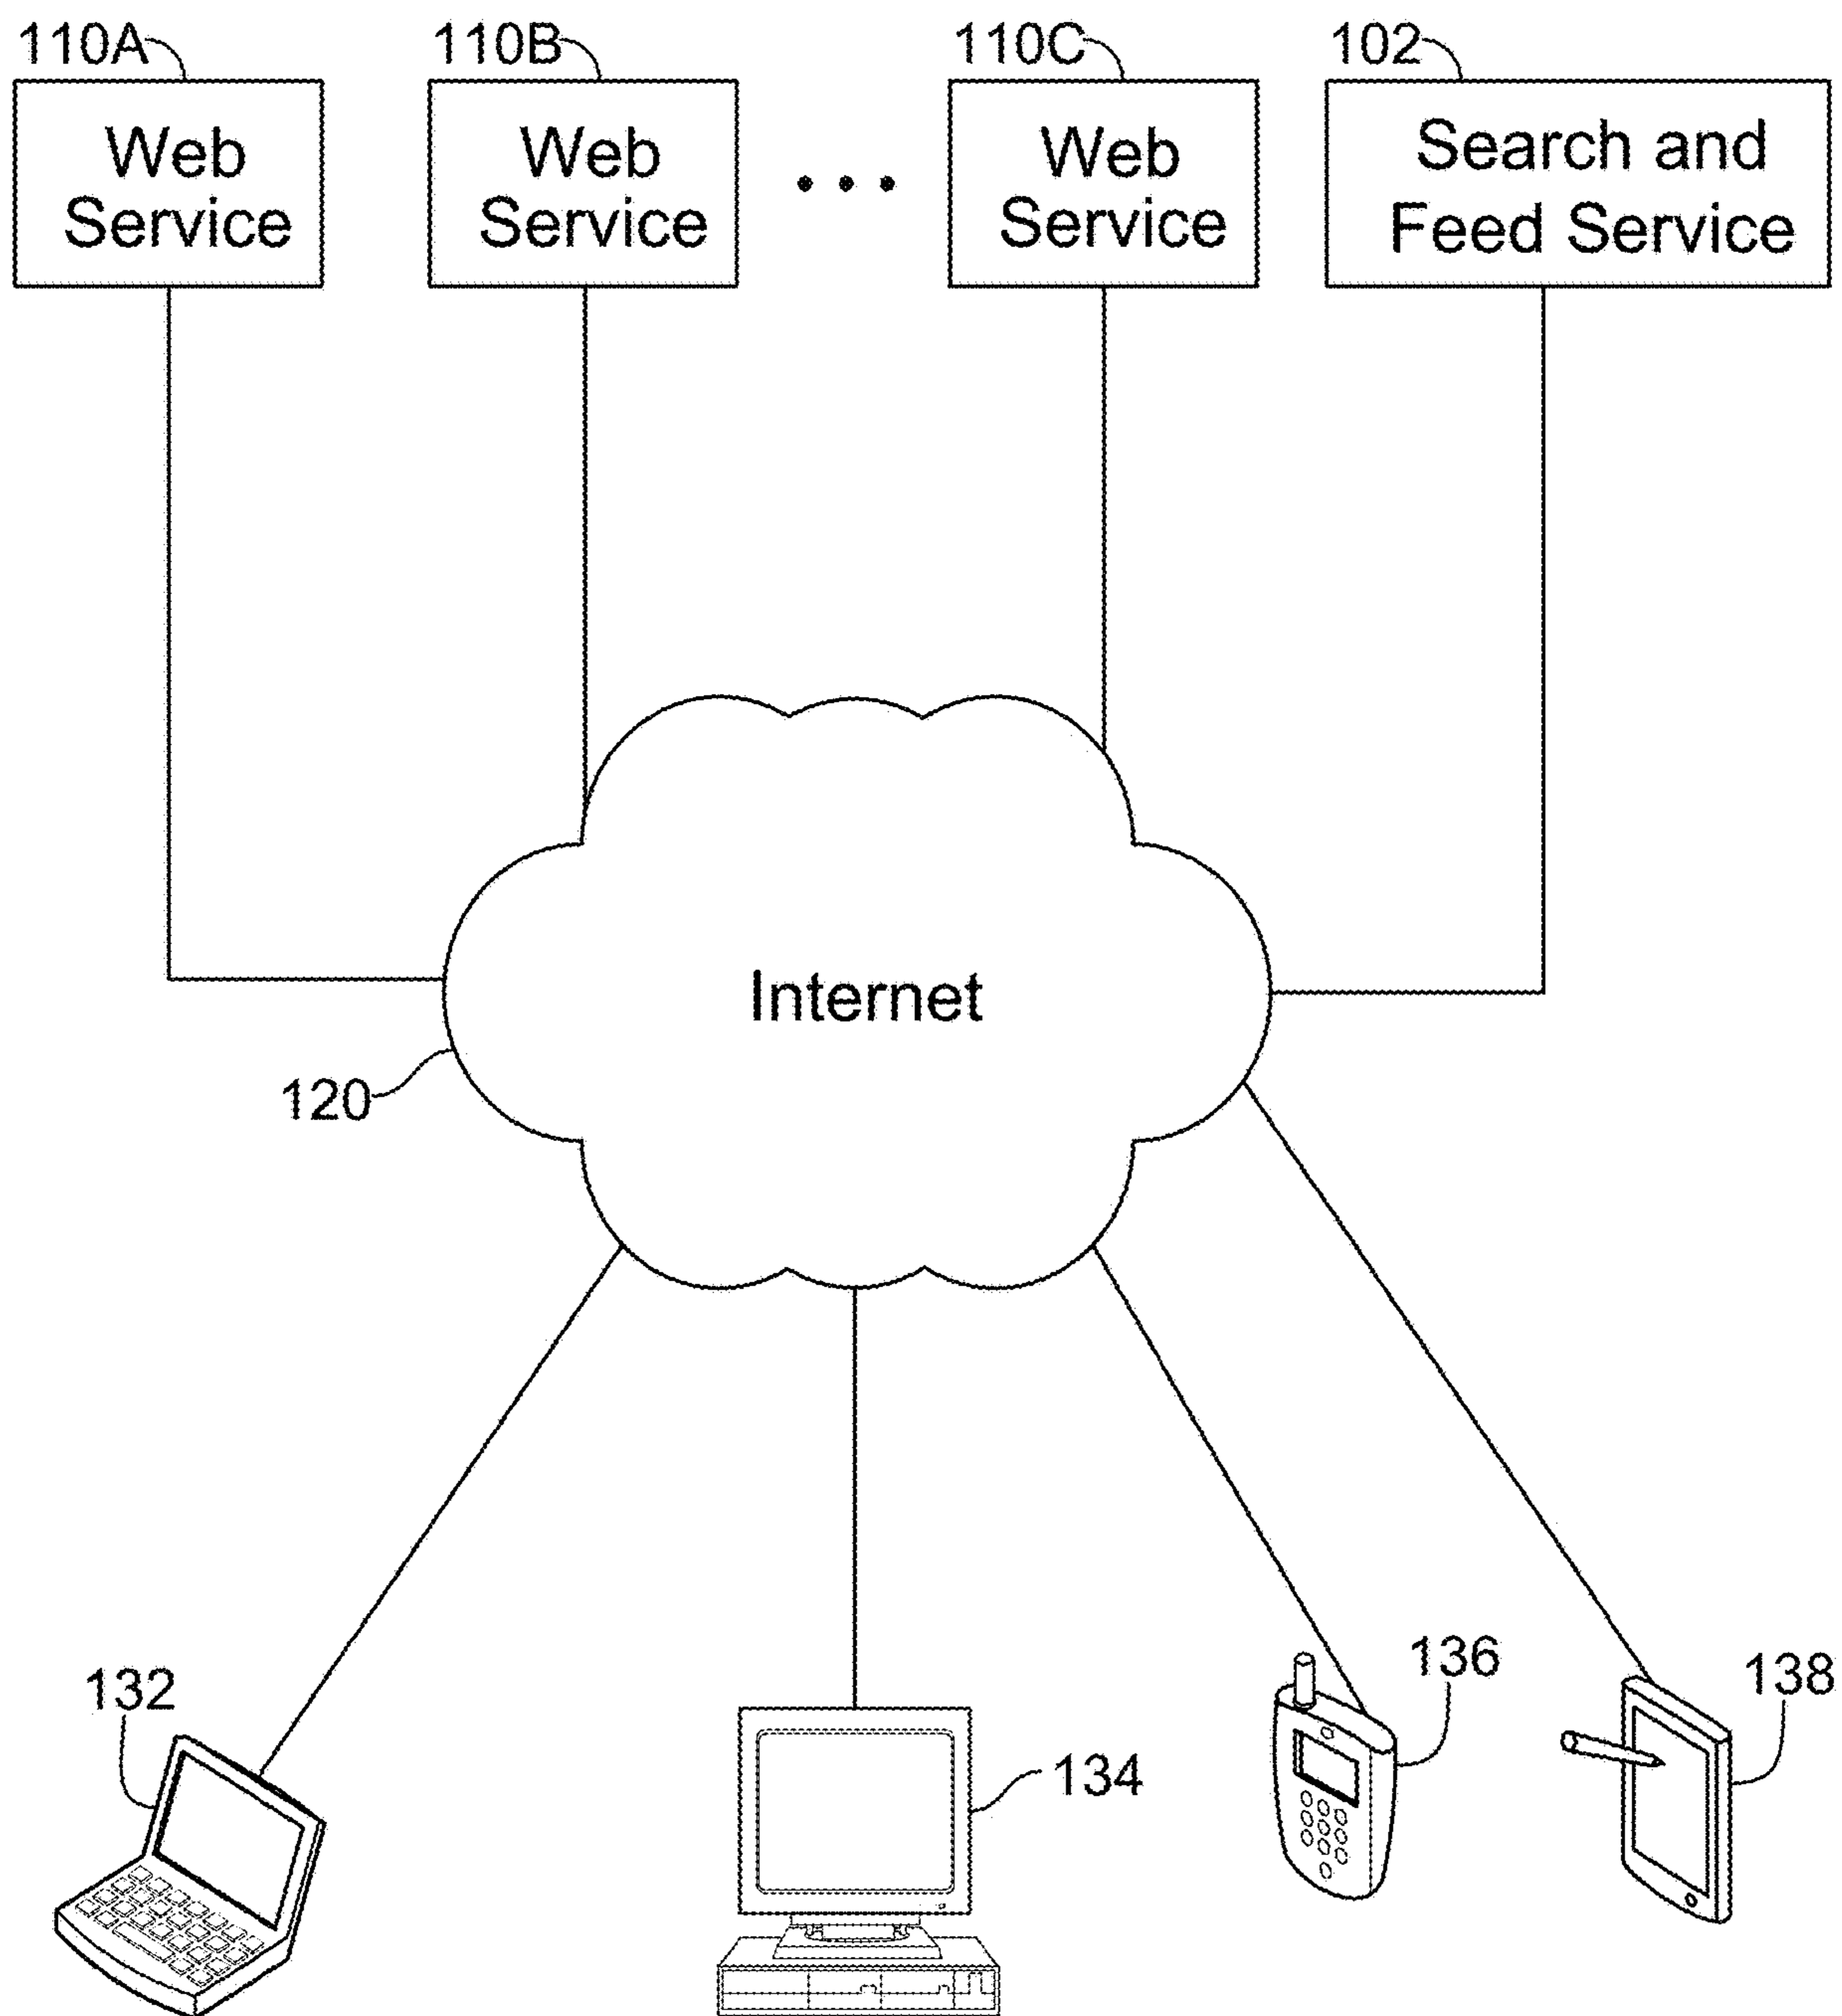 110A
110B
110C
102
Web
Service
Web
Service
...
Web
Service
Search and
Feed Service
Internet
120
132
134
136
138